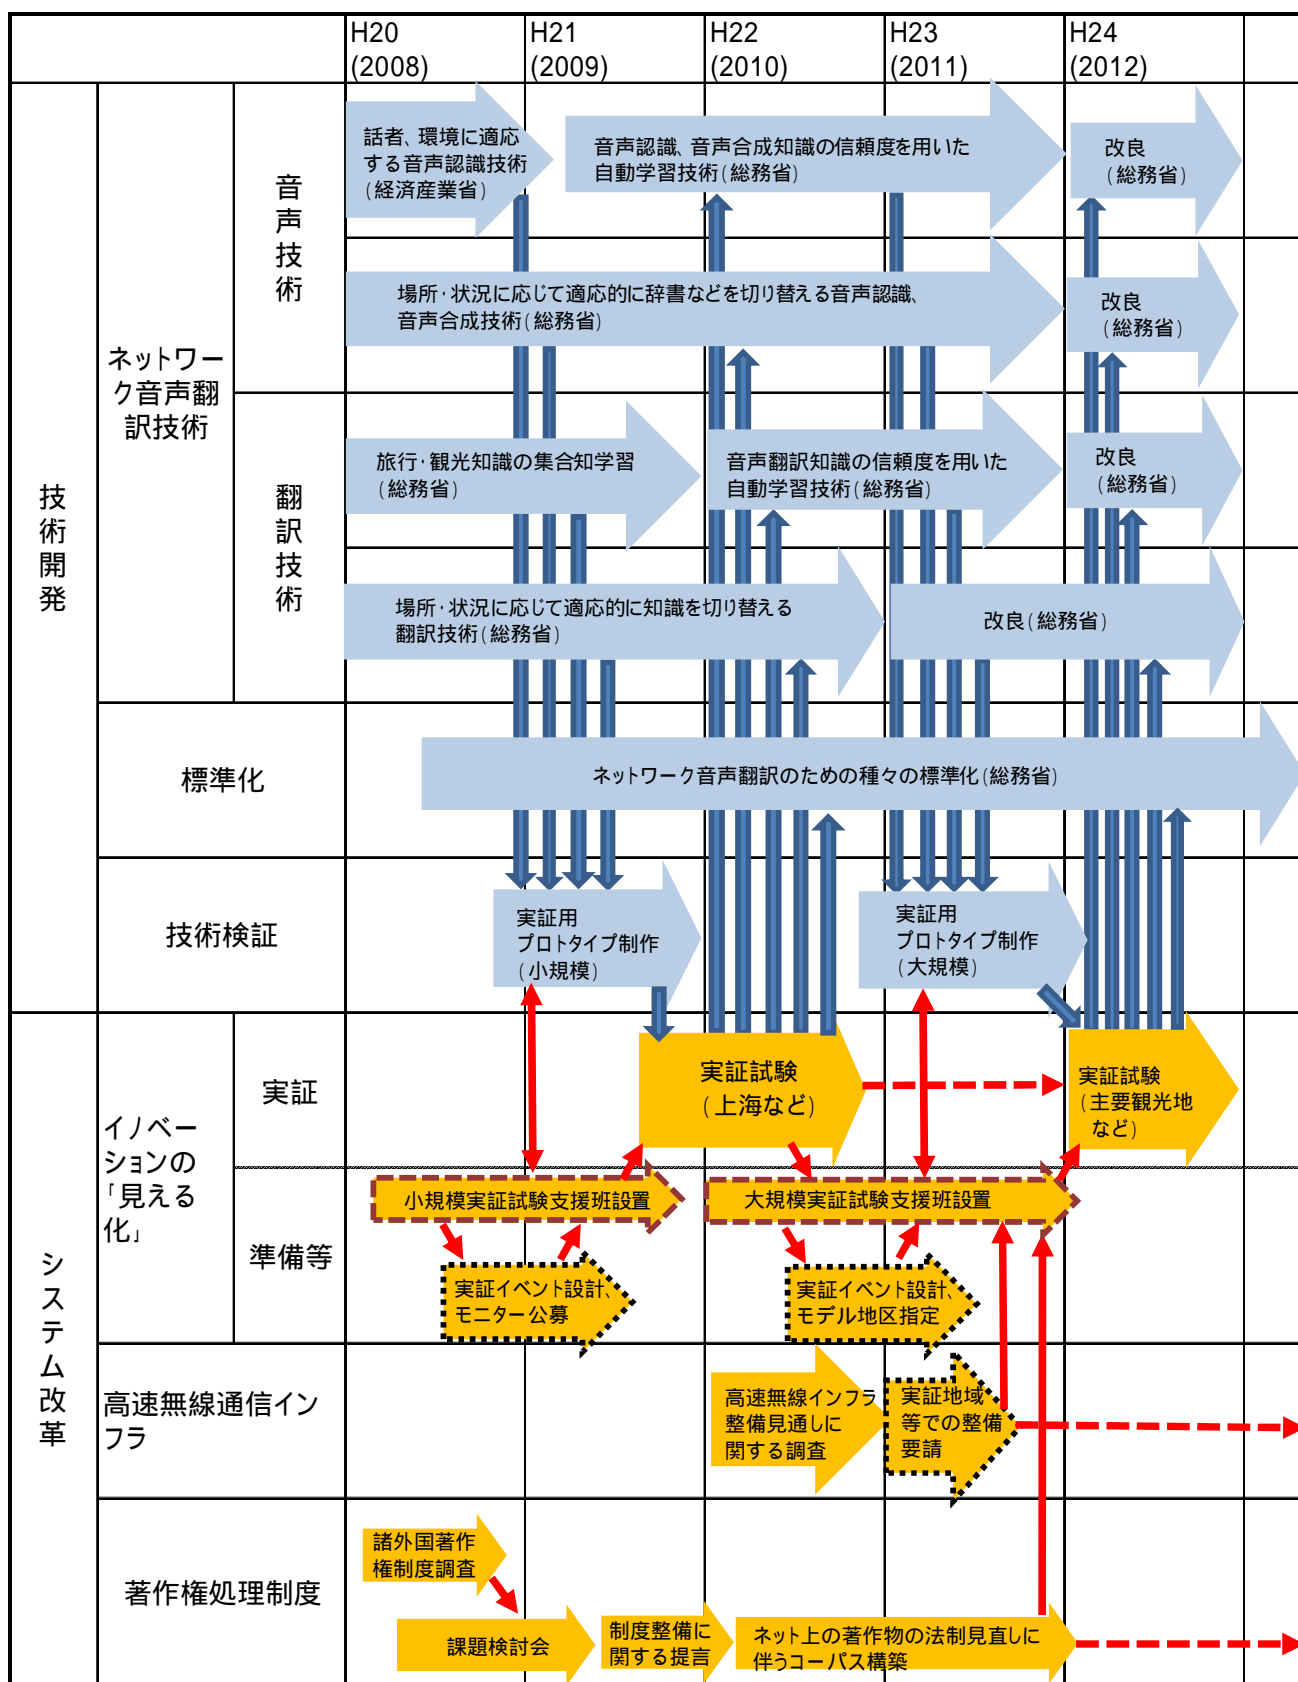 H20
(2008)
H21
(2009)
H22
(2010)
H23
(2011)
H24
(2012)
技術開発
ネットワー
ク音声翻
訳技術
音声技術
話者、環境に適応
する音声認識技術
(経済産業省)
音声認識、音声合成知識の信頼度を用いた
自動学習技術(総務省)
改良
(総務省)
場所・状況に応じて適応的に辞書などを切り替える音声認識、
音声合成技術(総務省)
改良
(総務省)
翻訳技術
旅行・観光知識の集合知学習
(総務省)
音声翻訳知識の信頼度を用いた
自動学習技術(総務省)
改良
(総務省)
場所・状況に応じて適応的に知識を切り替える
翻訳技術(総務省)
改良(総務省)
標準化
ネットワーク音声翻訳のための種々の標準化(総務省)
技術検証
実証用
プロトタイプ制作
(小規模)
実証用
プロトタイプ制作
(大規模)
システム改革
イノベー
ションの
「見える
化」
実証
実証試験
(上海など)
実証試験
(主要観光地
など)
準備等
小規模実証試験支援班設置
大規模実証試験支援班設置
実証イベント設計、
モニター公募
実証イベント設計、
モデル地区指定
高速無線通信イン
フラ
高速無線インフラ
整備見通しに
関する調査
実証地域
等での整備
要請
著作権処理制度
諸外国著作
権制度調査
課題検討会
制度整備に
関する提言
ネット上の著作物の法制見直しに
伴うコーパス構築